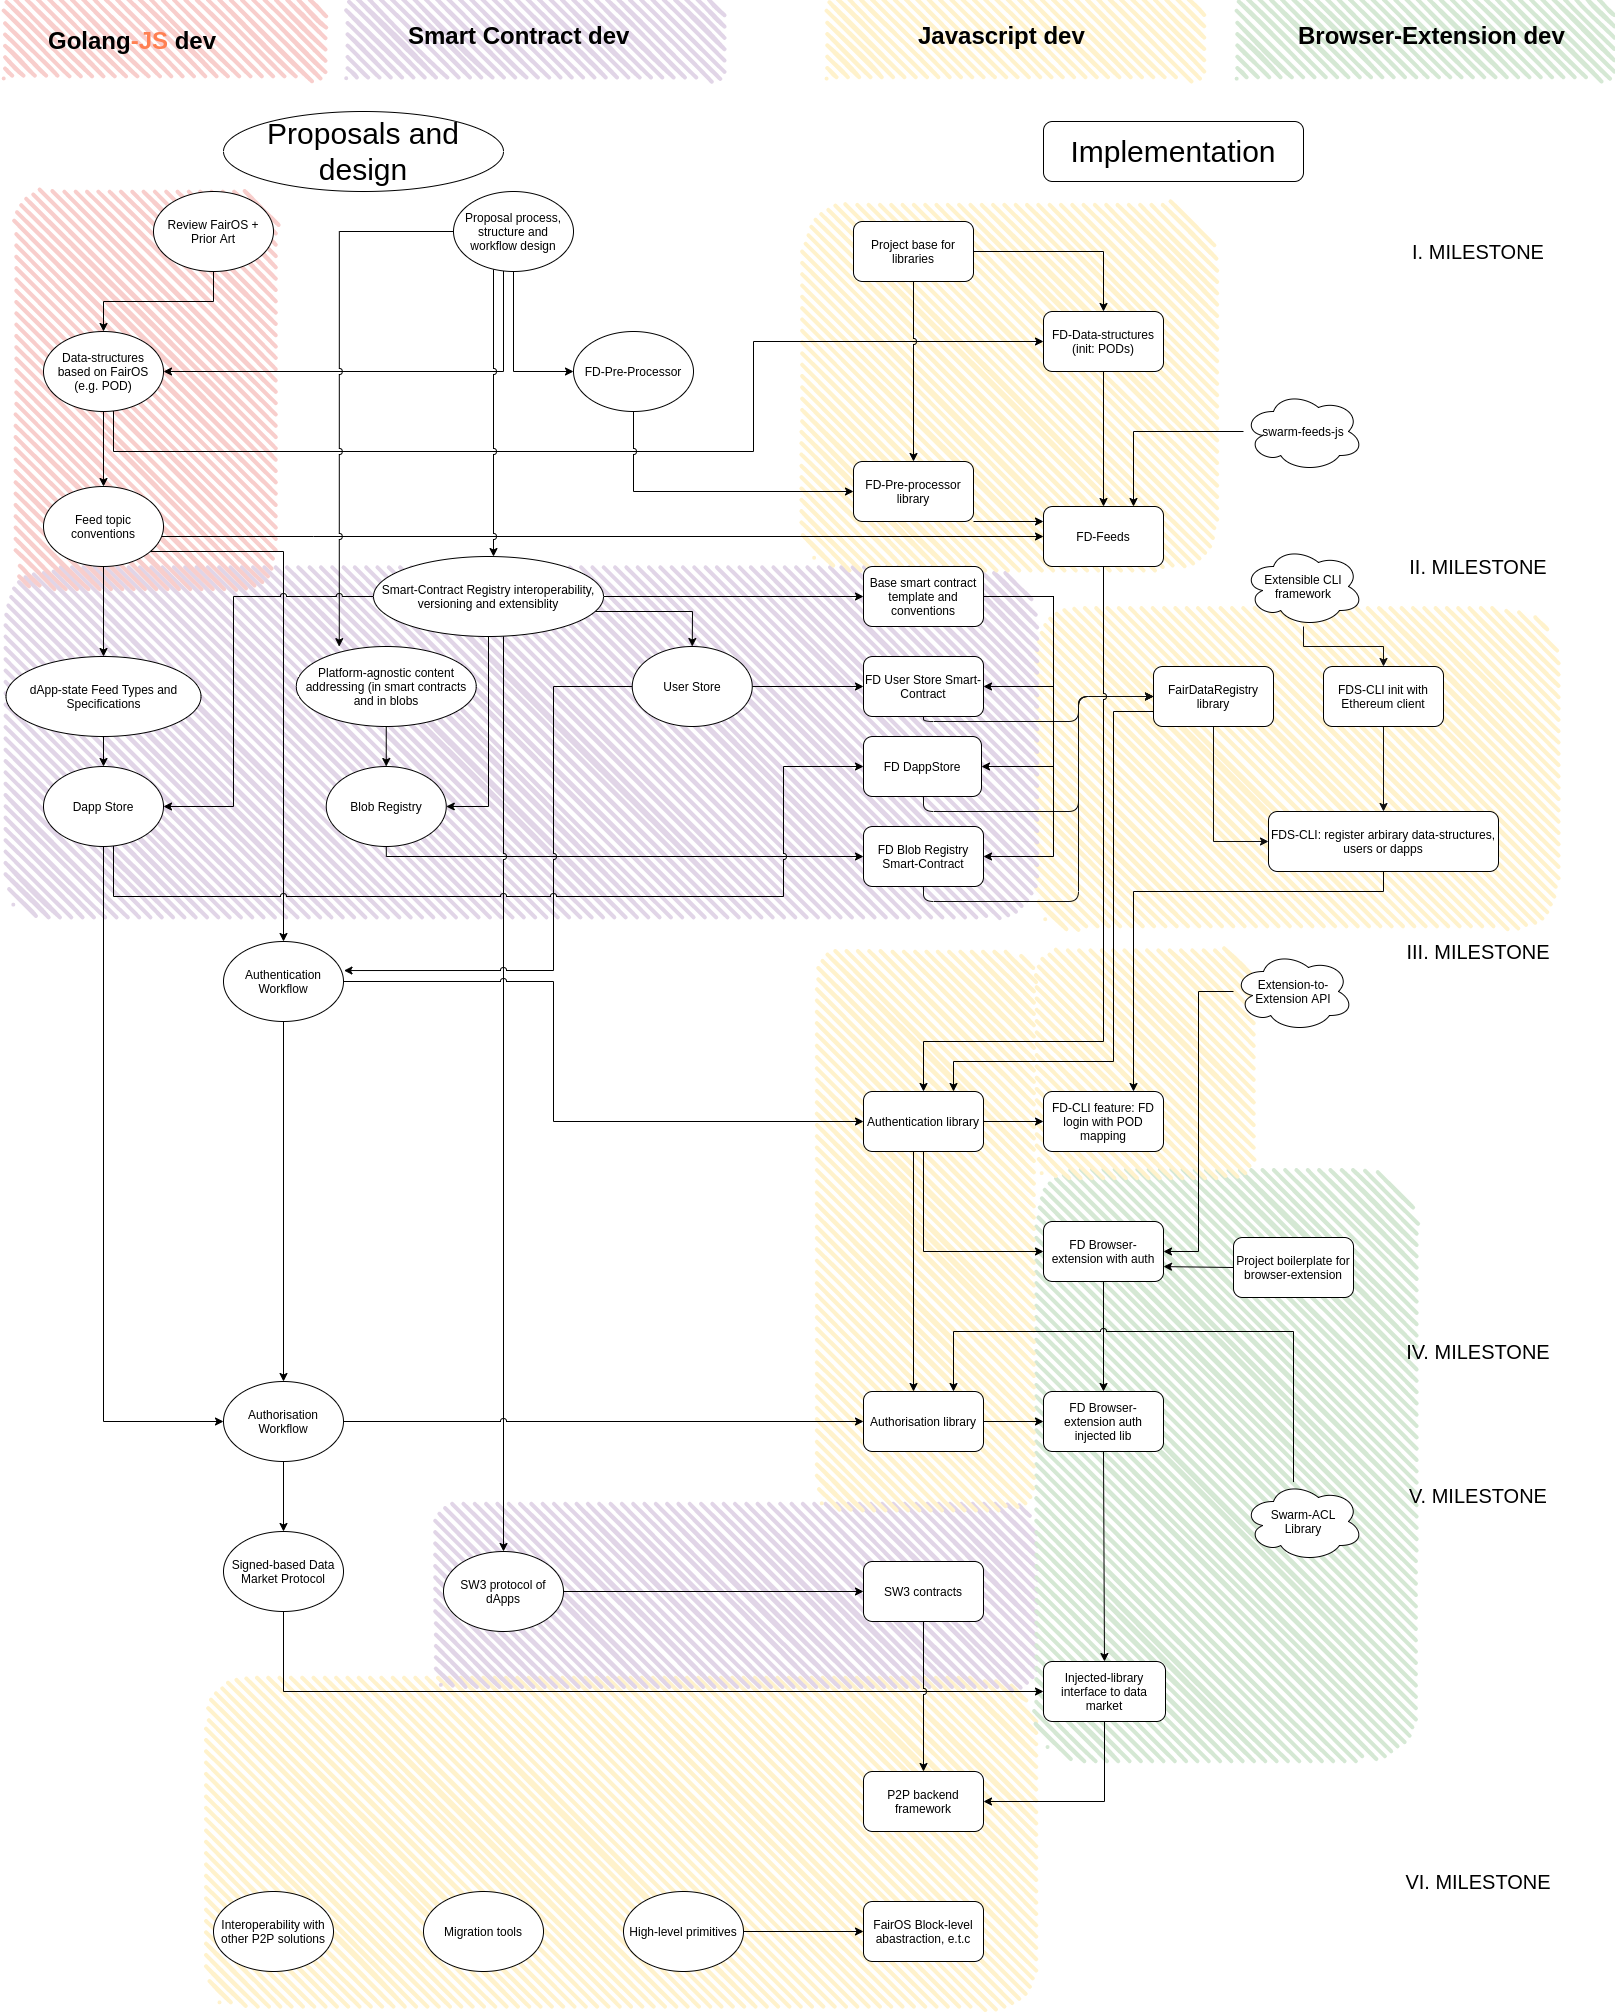 Golang-JS dev
Smart Contract dev
Javascript dev
Browser-Extension dev
Proposals and
design
Implementation
Review FairOS +
Prior Art
Proposal process,
structure and
workflow design
Project base for
libraries
I. MILESTONE
Data-structures
based on FairOS
(e.g. POD)
FD-Pre-Processor
FD-Data-structures
(init: PODs)
swarm-feeds-js
FD-Pre-processor
library
Feed topic
conventions
FD-Feeds
II. MILESTONE
Smart-Contract Registry interoperability,
versioning and extensiblity
Base smart contract
template and
conventions
Extensible CLI
framework
dApp-state Feed Types and
Specifications
Platform-agnostic content
addressing (in smart contracts
and in blobs
User Store
FD User Store Smart-
Contract
FairDataRegistry
library
FDS-CLI init with
Ethereum client
Dapp Store
Blob Registry
FD DappStore
FD Blob Registry
Smart-Contract
FDS-CLI: register arbirary data-structures,
users or dapps
III. MILESTONE
Authentication
Workflow
Extension-to-
Extension API
Authentication library
FD-CLI feature: FD
login with POD
mapping
FD Browser-
extension with auth
Project boilerplate for
browser-extension
IV. MILESTONE
Authorisation
Workflow
Authorisation library
FD Browser-
extension auth
injected lib
V. MILESTONE
Swarm-ACL
Library
Signed-based Data
Market Protocol
SW3 protocol of
dApps
SW3 contracts
Injected-library
interface to data
market
P2P backend
framework
VI. MILESTONE
Interoperability with
other P2P solutions
Migration tools
High-level primitives
FairOS Block-level
abastraction, e.t.c